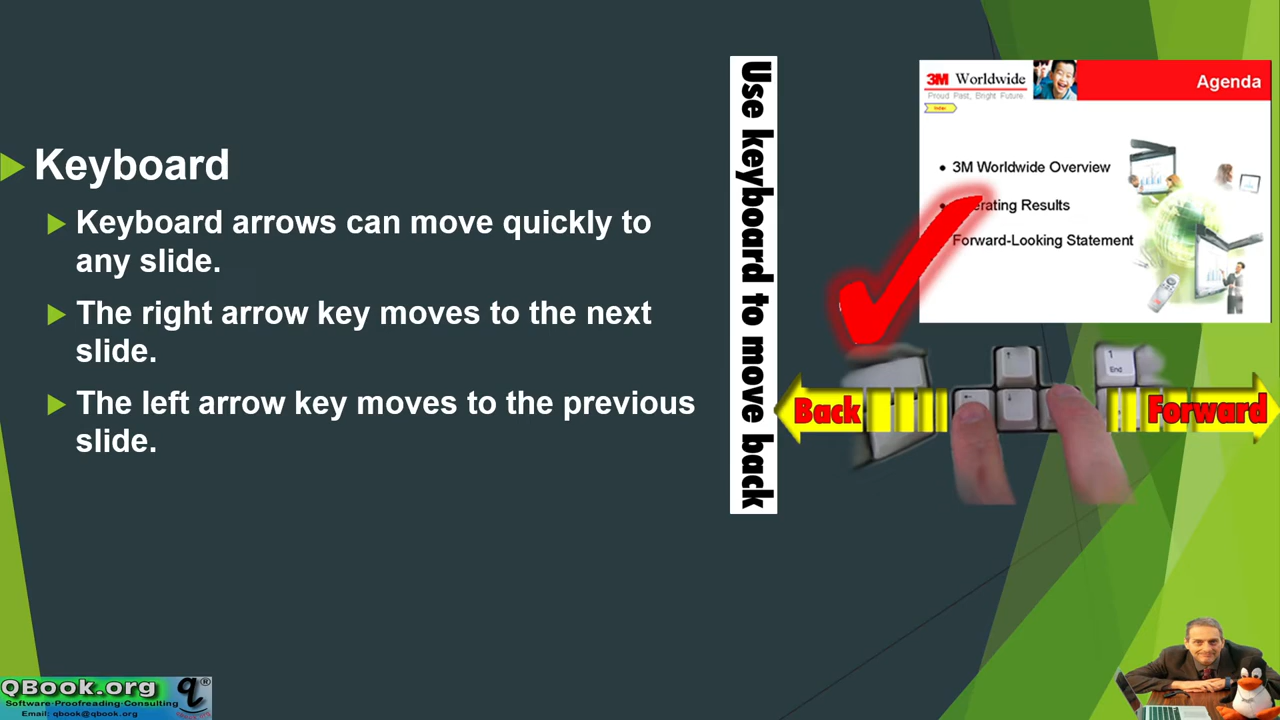 Keyboard
Keyboard arrows can move quickly to
any slide.
The right arrow key moves to the next
slide.
The left arrow key moves to the previous
slide.
Use keyboard to move back
3M Worldwide
Proud Past, Bright Future
Agenda
Index
• 3M Worldwide Overview
• erating Results
Forward-Looking Statement
1
End
Back
Forward
QBook.org
Software·Proofreading·Consulting
Email: qbook@qbook.org